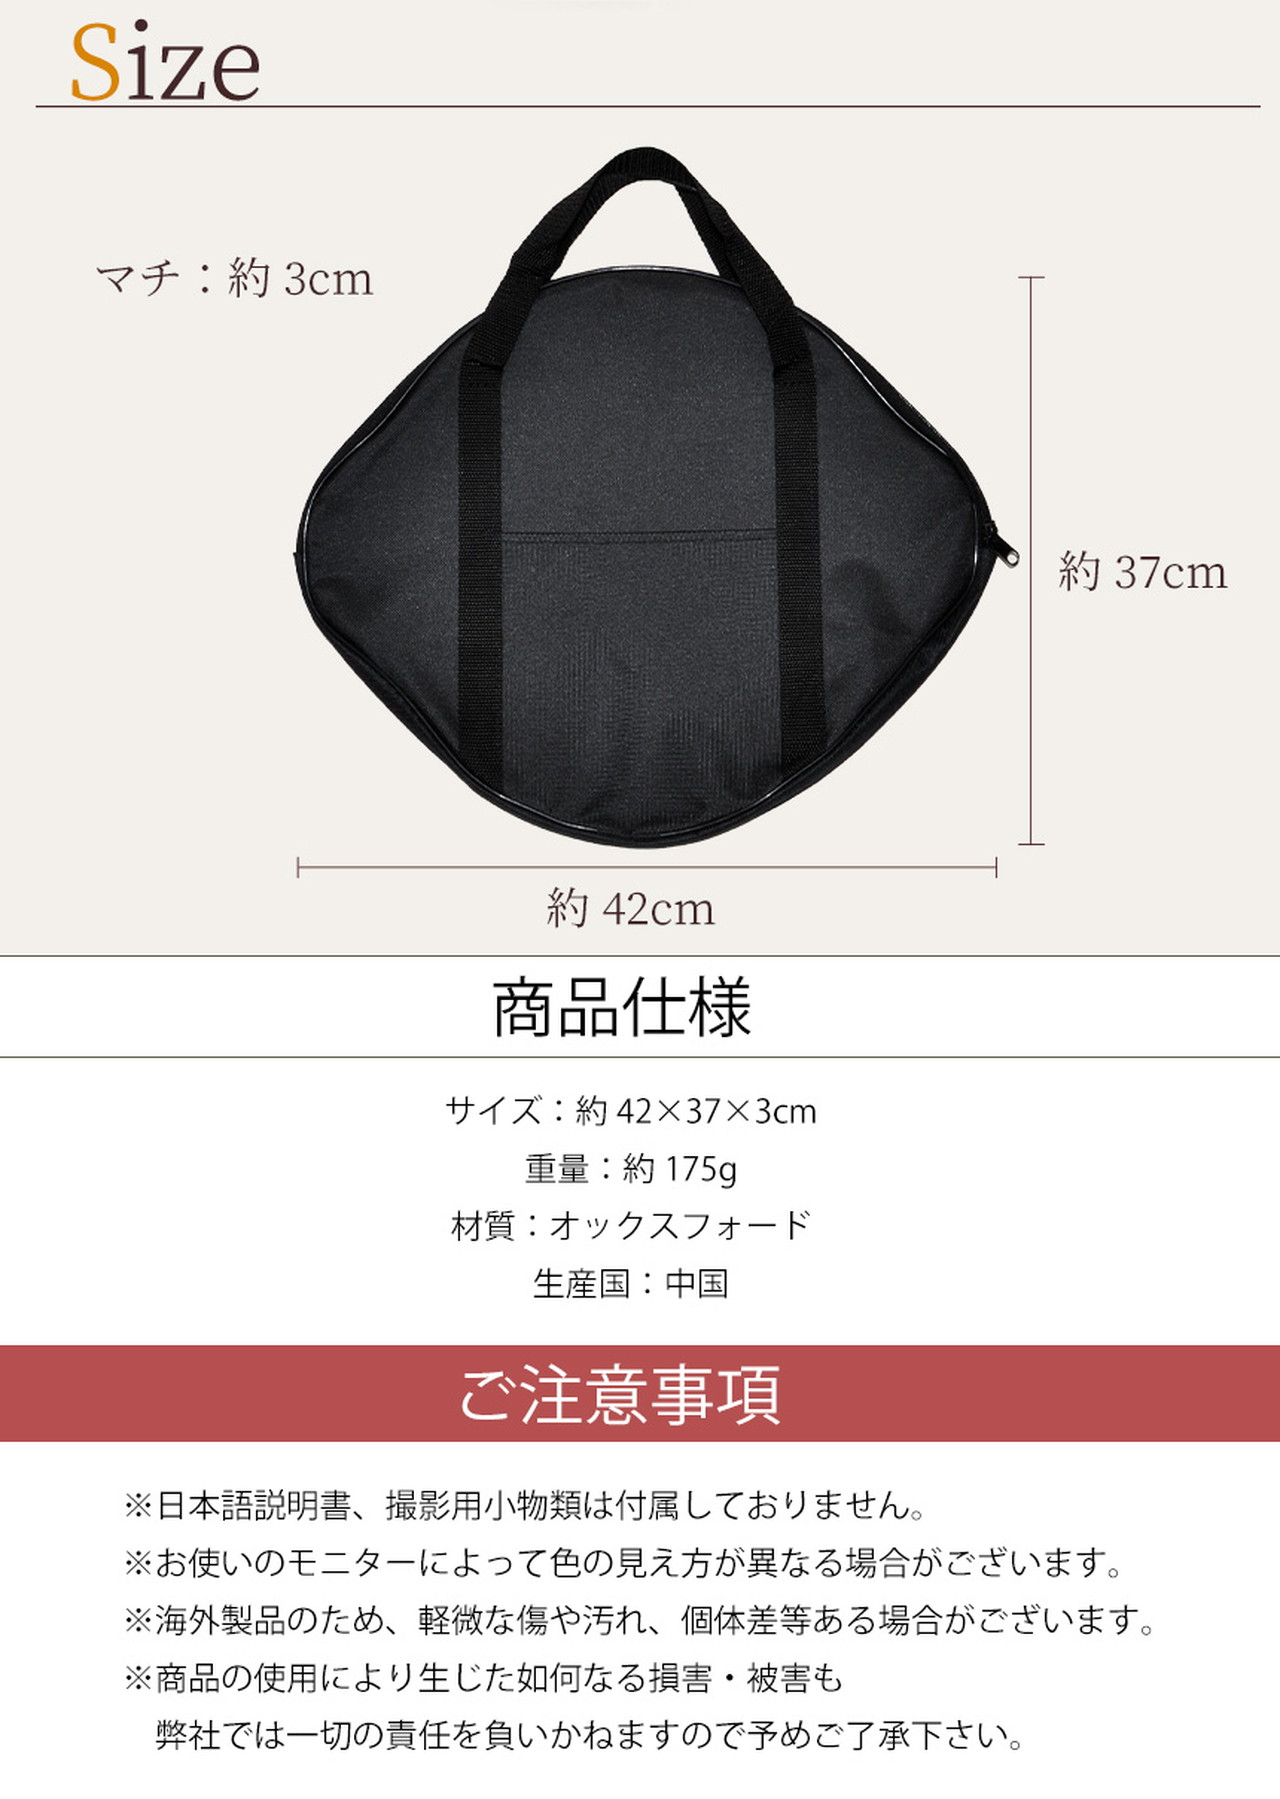 Size
マチ：約 3cm
約 37cm
約 42cm
商品仕様
サイズ：約 42×37×3cm
重量：約 175g
材質：オックスフォード
生産国：中国
ご注意事項
※日本語説明書、撮影用小物類は付属しておりません。
※お使いのモニターによって色の見え方が異なる場合がございます。
※海外製品のため、軽微な傷や汚れ、個体差等ある場合がございます。
※商品の使用により生じた如何なる損害・被害も
弊社では一切の責任を負いかねますので予めご了承下さい。